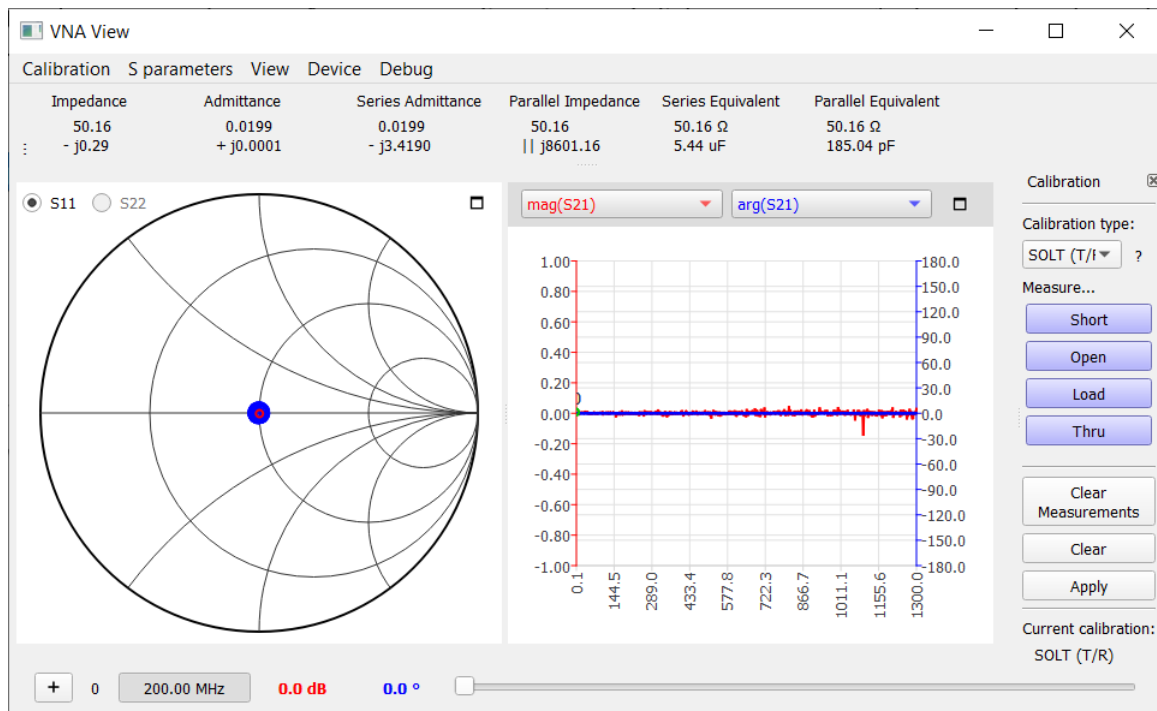 VNA View
Calibration S parameters View Device Debug
Impedance Admittance Series Admittance Parallel Impedance Series Equivalent Parallel Equivalent
50.16 0.0199 0.0199 50.16 50.16 Ω 50.16 Ω
- j0.29 + j0.0001 - j3.4190 || j8601.16 5.44 uF 185.04 pF
S11 S22
mag(S21) arg(S21)
1.00
0.80
0.60
0.40
0.20
0.00
-0.20
-0.40
-0.60
-0.80
-1.00
0
180.0
150.0
120.0
90.0
60.0
30.0
0.0
-30.0
-60.0
-90.0
-120.0
-150.0
-180.0
0.1
144.5
289.0
433.4
577.8
722.3
866.7
1011.1
1155.6
1300.0
Calibration
Calibration type:
SOLT (T/ ?
Measure...
Short
Open
Load
Thru
Clear
Measurements
Clear
Apply
Current calibration:
SOLT (T/R)
+ 0 200.00 MHz 0.0 dB 0.0 °